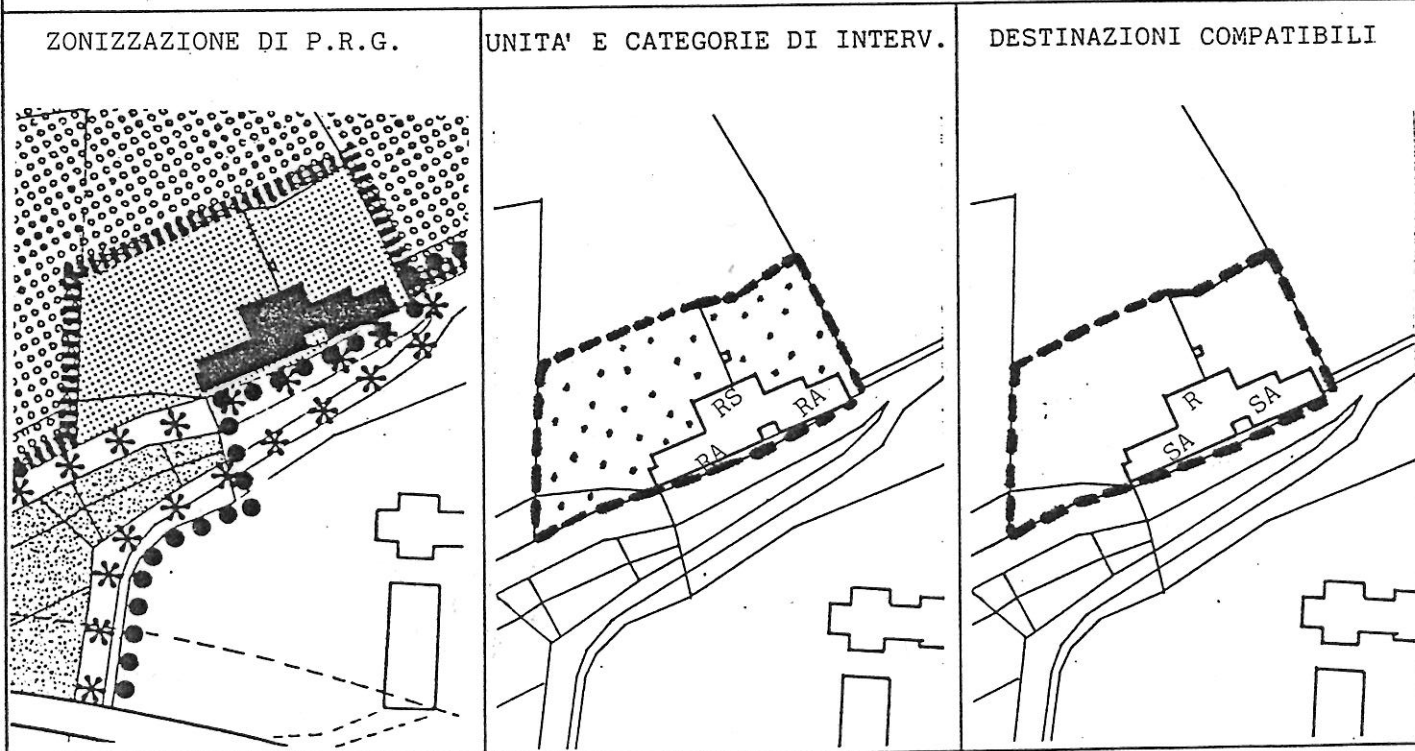 ZONIZZAZIONE DI P.R.G.
UNITA' E CATEGORIE DI INTERV.
DESTINAZIONI COMPATIBILI
RS
RA
RA
R
SA
SA